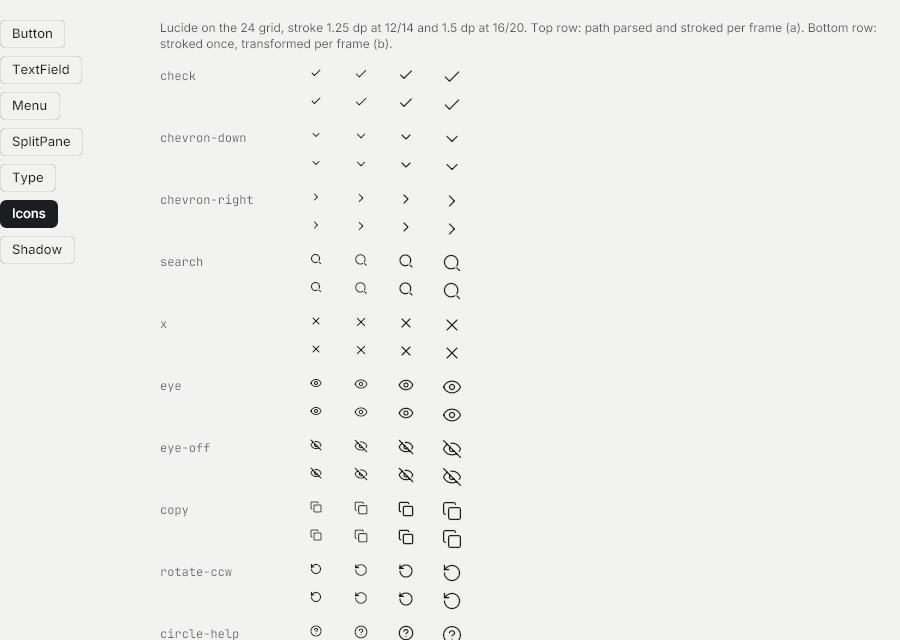 Button
TextField
Menu
SplitPane
Type
Icons
Shadow
Lucide on the 24 grid, stroke 1.25 dp at 12/14 and 1.5 dp at 16/20. Top row: path parsed and stroked per frame (a). Bottom row:
stroked once, transformed per frame (b).
check
chevron-down
chevron-right
search
x
eye
eye-off
copy
rotate-ccw
circle-help